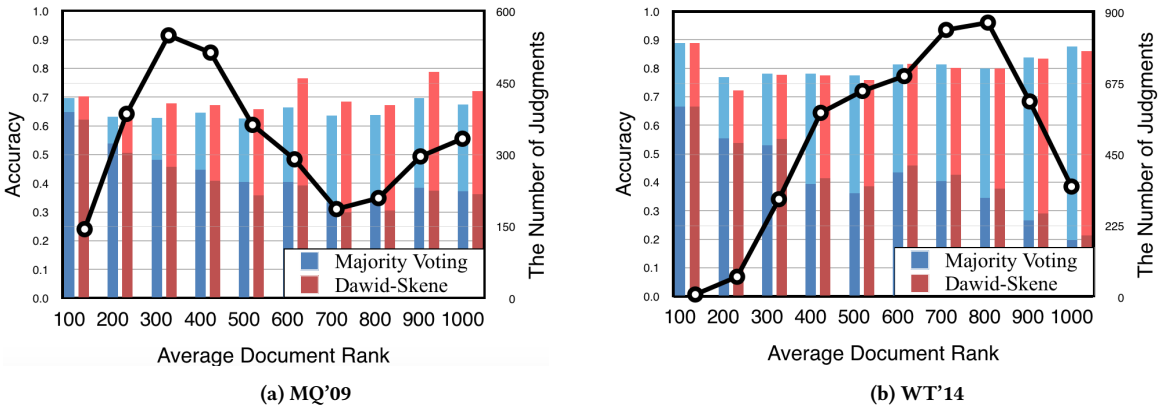 1.0
0.9
0.8
0.7
0.6
0.5
0.4
0.3
0.2
0.1
0.0
Accuracy
600
450
300
150
0
The Number of Judgments
Majority Voting
Dawid-Skene
100 200 300 400 500 600 700 800 900 1000
Average Document Rank
(a) MQ'09
1.0
0.9
0.8
0.7
0.6
0.5
0.4
0.3
0.2
0.1
0.0
Accuracy
900
675
450
225
0
The Number of Judgments
Majority Voting
Dawid-Skene
100 200 300 400 500 600 700 800 900 1000
Average Document Rank
(b) WT'14